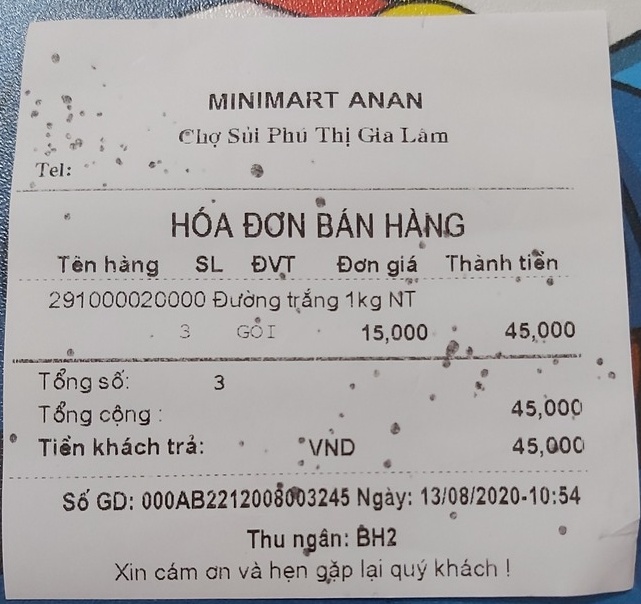 MINIMART ANAN
Chợ Sủi Phú Thị Gia Lâm
Tel:
HÓA ĐƠN BÁN HÀNG
Tên hàng SL ĐVT Đơn giá Thành tiền
291000020000 Đường trắng 1kg NT
3 GÓI 15,000 45,000
Tổng số: 3
Tổng cộng : 45,000
Tiền khách trả: VND 45,000
Số GD: 000AB2212008003245 Ngày: 13/08/2020-10:54
Thu ngân: BH2
Xin cám ơn và hẹn gặp lại quý khách !